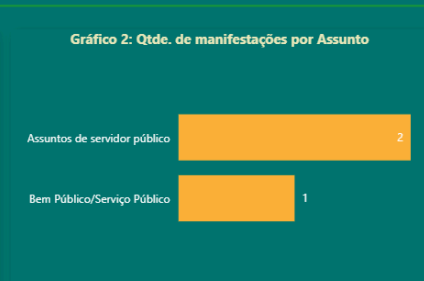 Gráfico 2: Qtde. de manifestações por Assunto
Assuntos de servidor público
2
Bem Público/Serviço Público
1